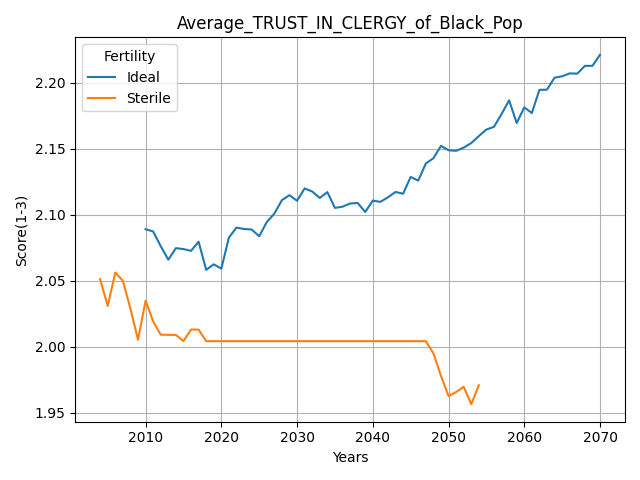 Average_TRUST_IN_CLERGY_of_Black_Pop
Fertility
Ideal
Sterile
Score(1-3)
2.20
2.15
2.10
2.05
2.00
1.95
2010 2020 2030 2040 2050 2060 2070
Years